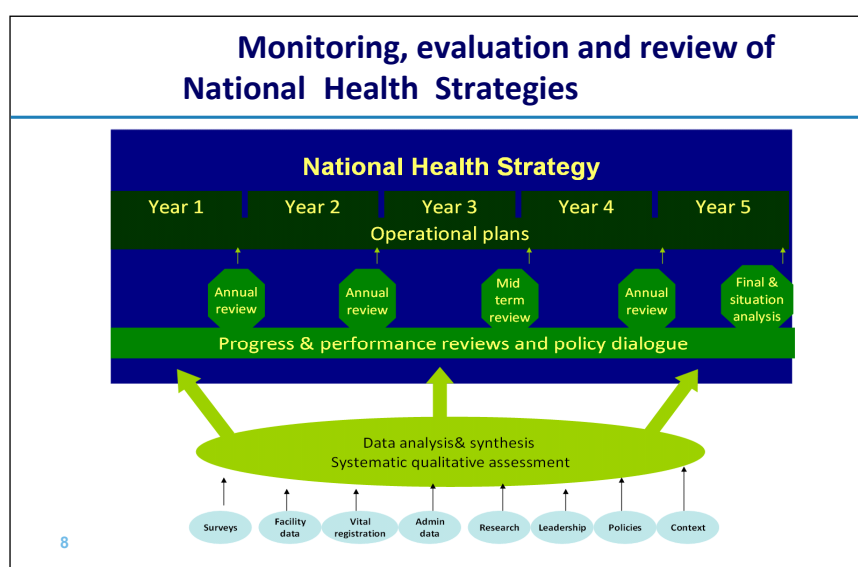 Monitoring, evaluation and review of
National Health Strategies
National Health Strategy
Year 1
Year 2
Year 3
Year 4
Year 5
Operational plans
Annual
review
Annual
review
Mid
term
review
Annual
review
Final &
situation
analysis
Progress & performance reviews and policy dialogue
Data analysis& synthesis
Systematic qualitative assessment
Surveys
Facility
data
Vital
registration
Admin
data
Research
Leadership
Policies
Context
8